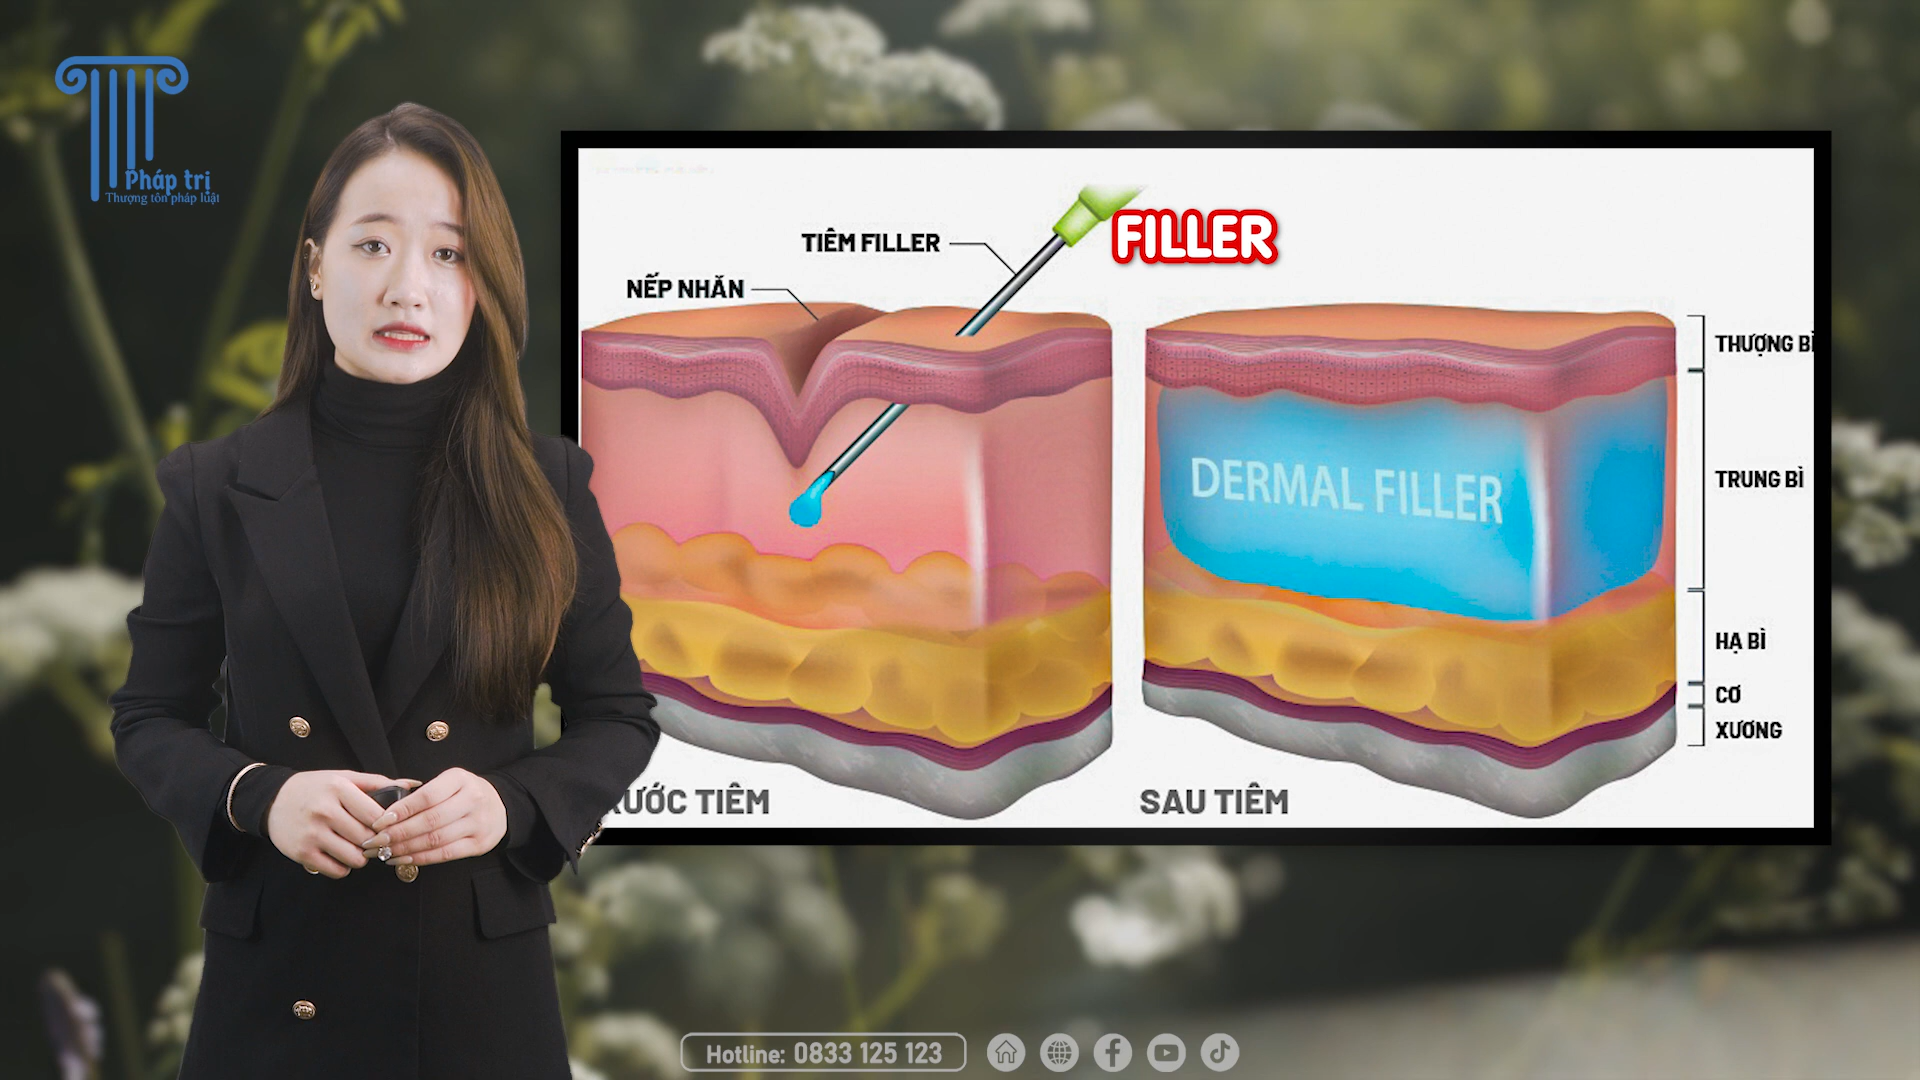 Pháp trị
Thượng tôn pháp luật
TIÊM FILLER
FILLER
NẾP NHĂN
THƯỢNG BÌ
DERMAL FILLER
TRUNG BÌ
HẠ BÌ
CƠ
XƯƠNG
RƯỚC TIÊM
SAU TIÊM
Hotline: 0833 125 123